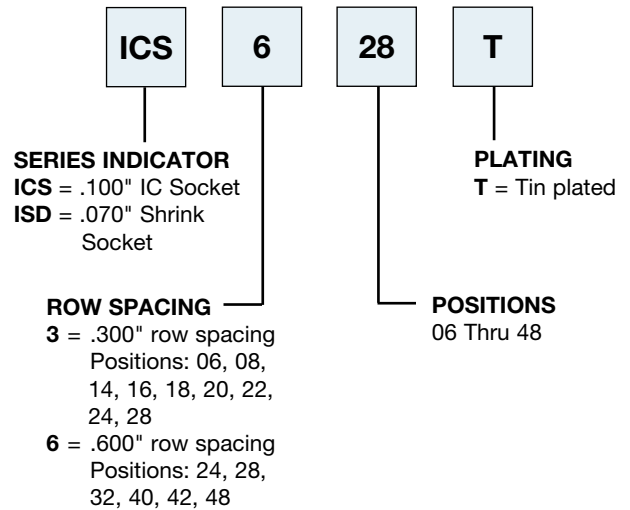 ICS 6 28 T
SERIES INDICATOR
ICS = .100" IC Socket
ISD = .070" Shrink
Socket
PLATING
T = Tin plated
ROW SPACING
3 = .300" row spacing
Positions: 06, 08,
14, 16, 18, 20, 22,
24, 28
6 = .600" row spacing
Positions: 24, 28,
32, 40, 42, 48
POSITIONS
06 Thru 48